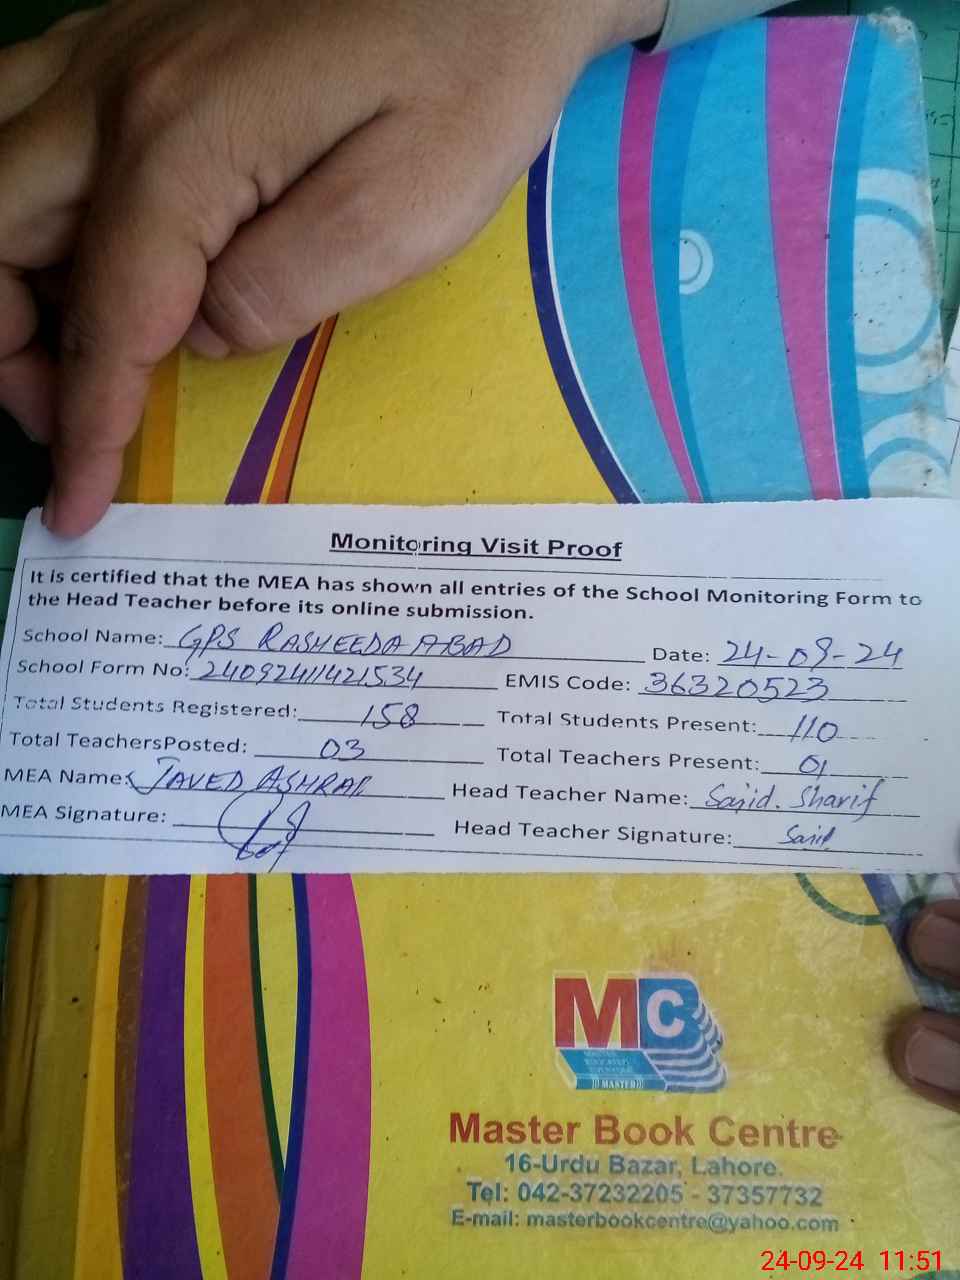 Monitoring Visit Proof
It is certified that the MEA has shown all entries of the School Monitoring Form to
the Head Teacher before its online submission.
School Name: GPS RASHEEDA ABAD Date: 24-09-24
School Form No: 24092411421534 EMIS Code: 36320523
Total Students Registered: 158 Total Students Present: 110
Total TeachersPosted: 03 Total Teachers Present: 01
MEA Name: JAVED ASHRAF Head Teacher Name: Sajid. Sharif
MEA Signature: Head Teacher Signature: Sajid
MC
MASTER
Master Book Centre
16-Urdu Bazar, Lahore.
Tel: 042-37232205 - 37357732
E-mail: masterbookcentre@yahoo.com
24-09-24 11:51